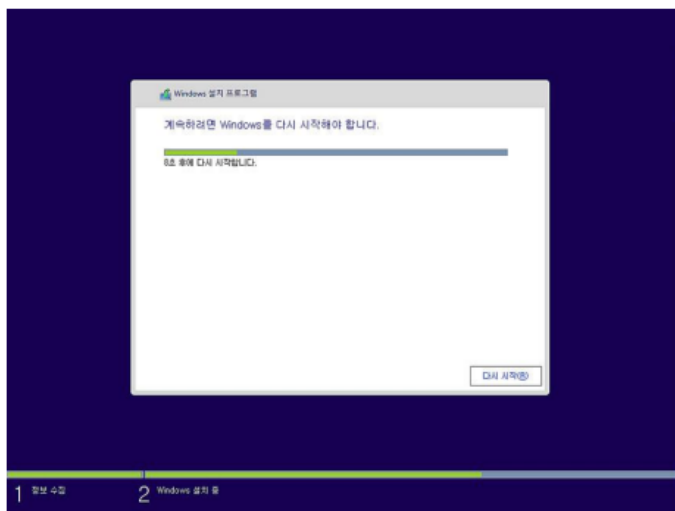 Windows 설치 프로그램
계속하려면 Windows를 다시 시작해야 합니다.
8초 후에 다시 시작합니다.
다시 시작(R)
1 정보 수집
2 Windows 설치 중